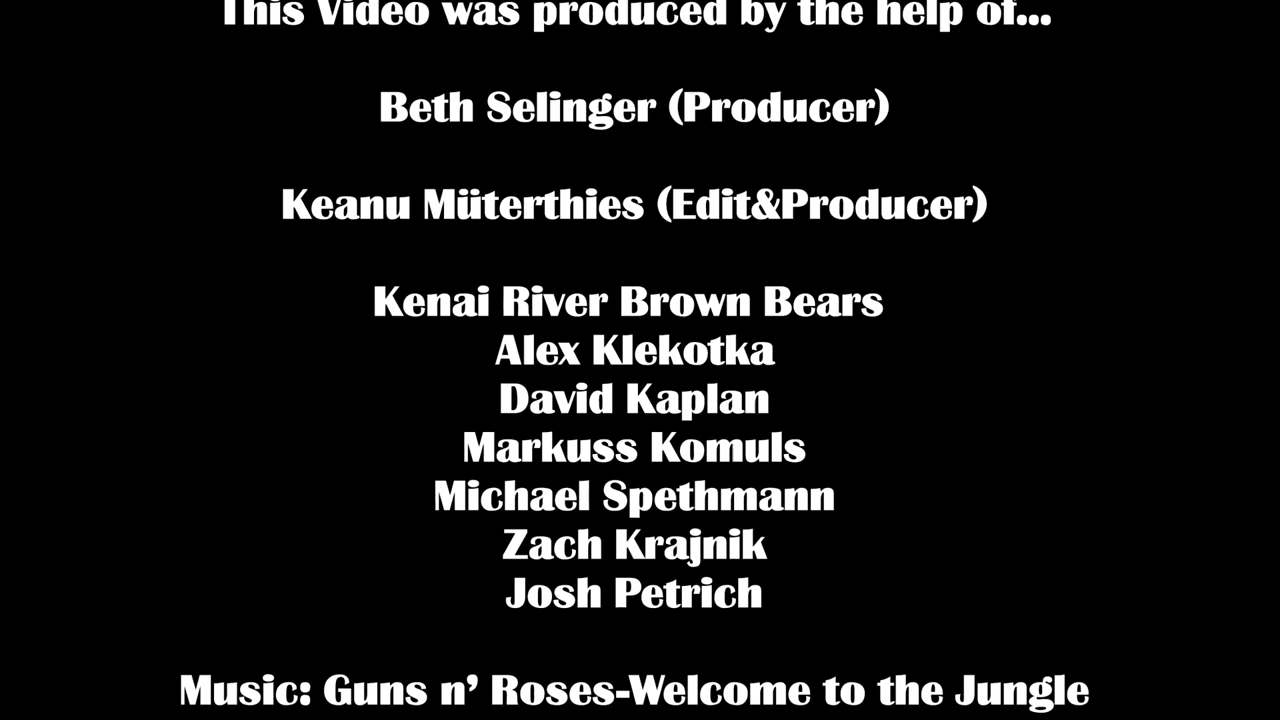 This Video was produced by the help of...
Beth Selinger (Producer)
Keanu Müterthies (Edit&Producer)
Kenai River Brown Bears
Alex Klekotka
David Kaplan
Markuss Komuls
Michael Spethmann
Zach Krajnik
Josh Petrich
Music: Guns n’ Roses-Welcome to the Jungle